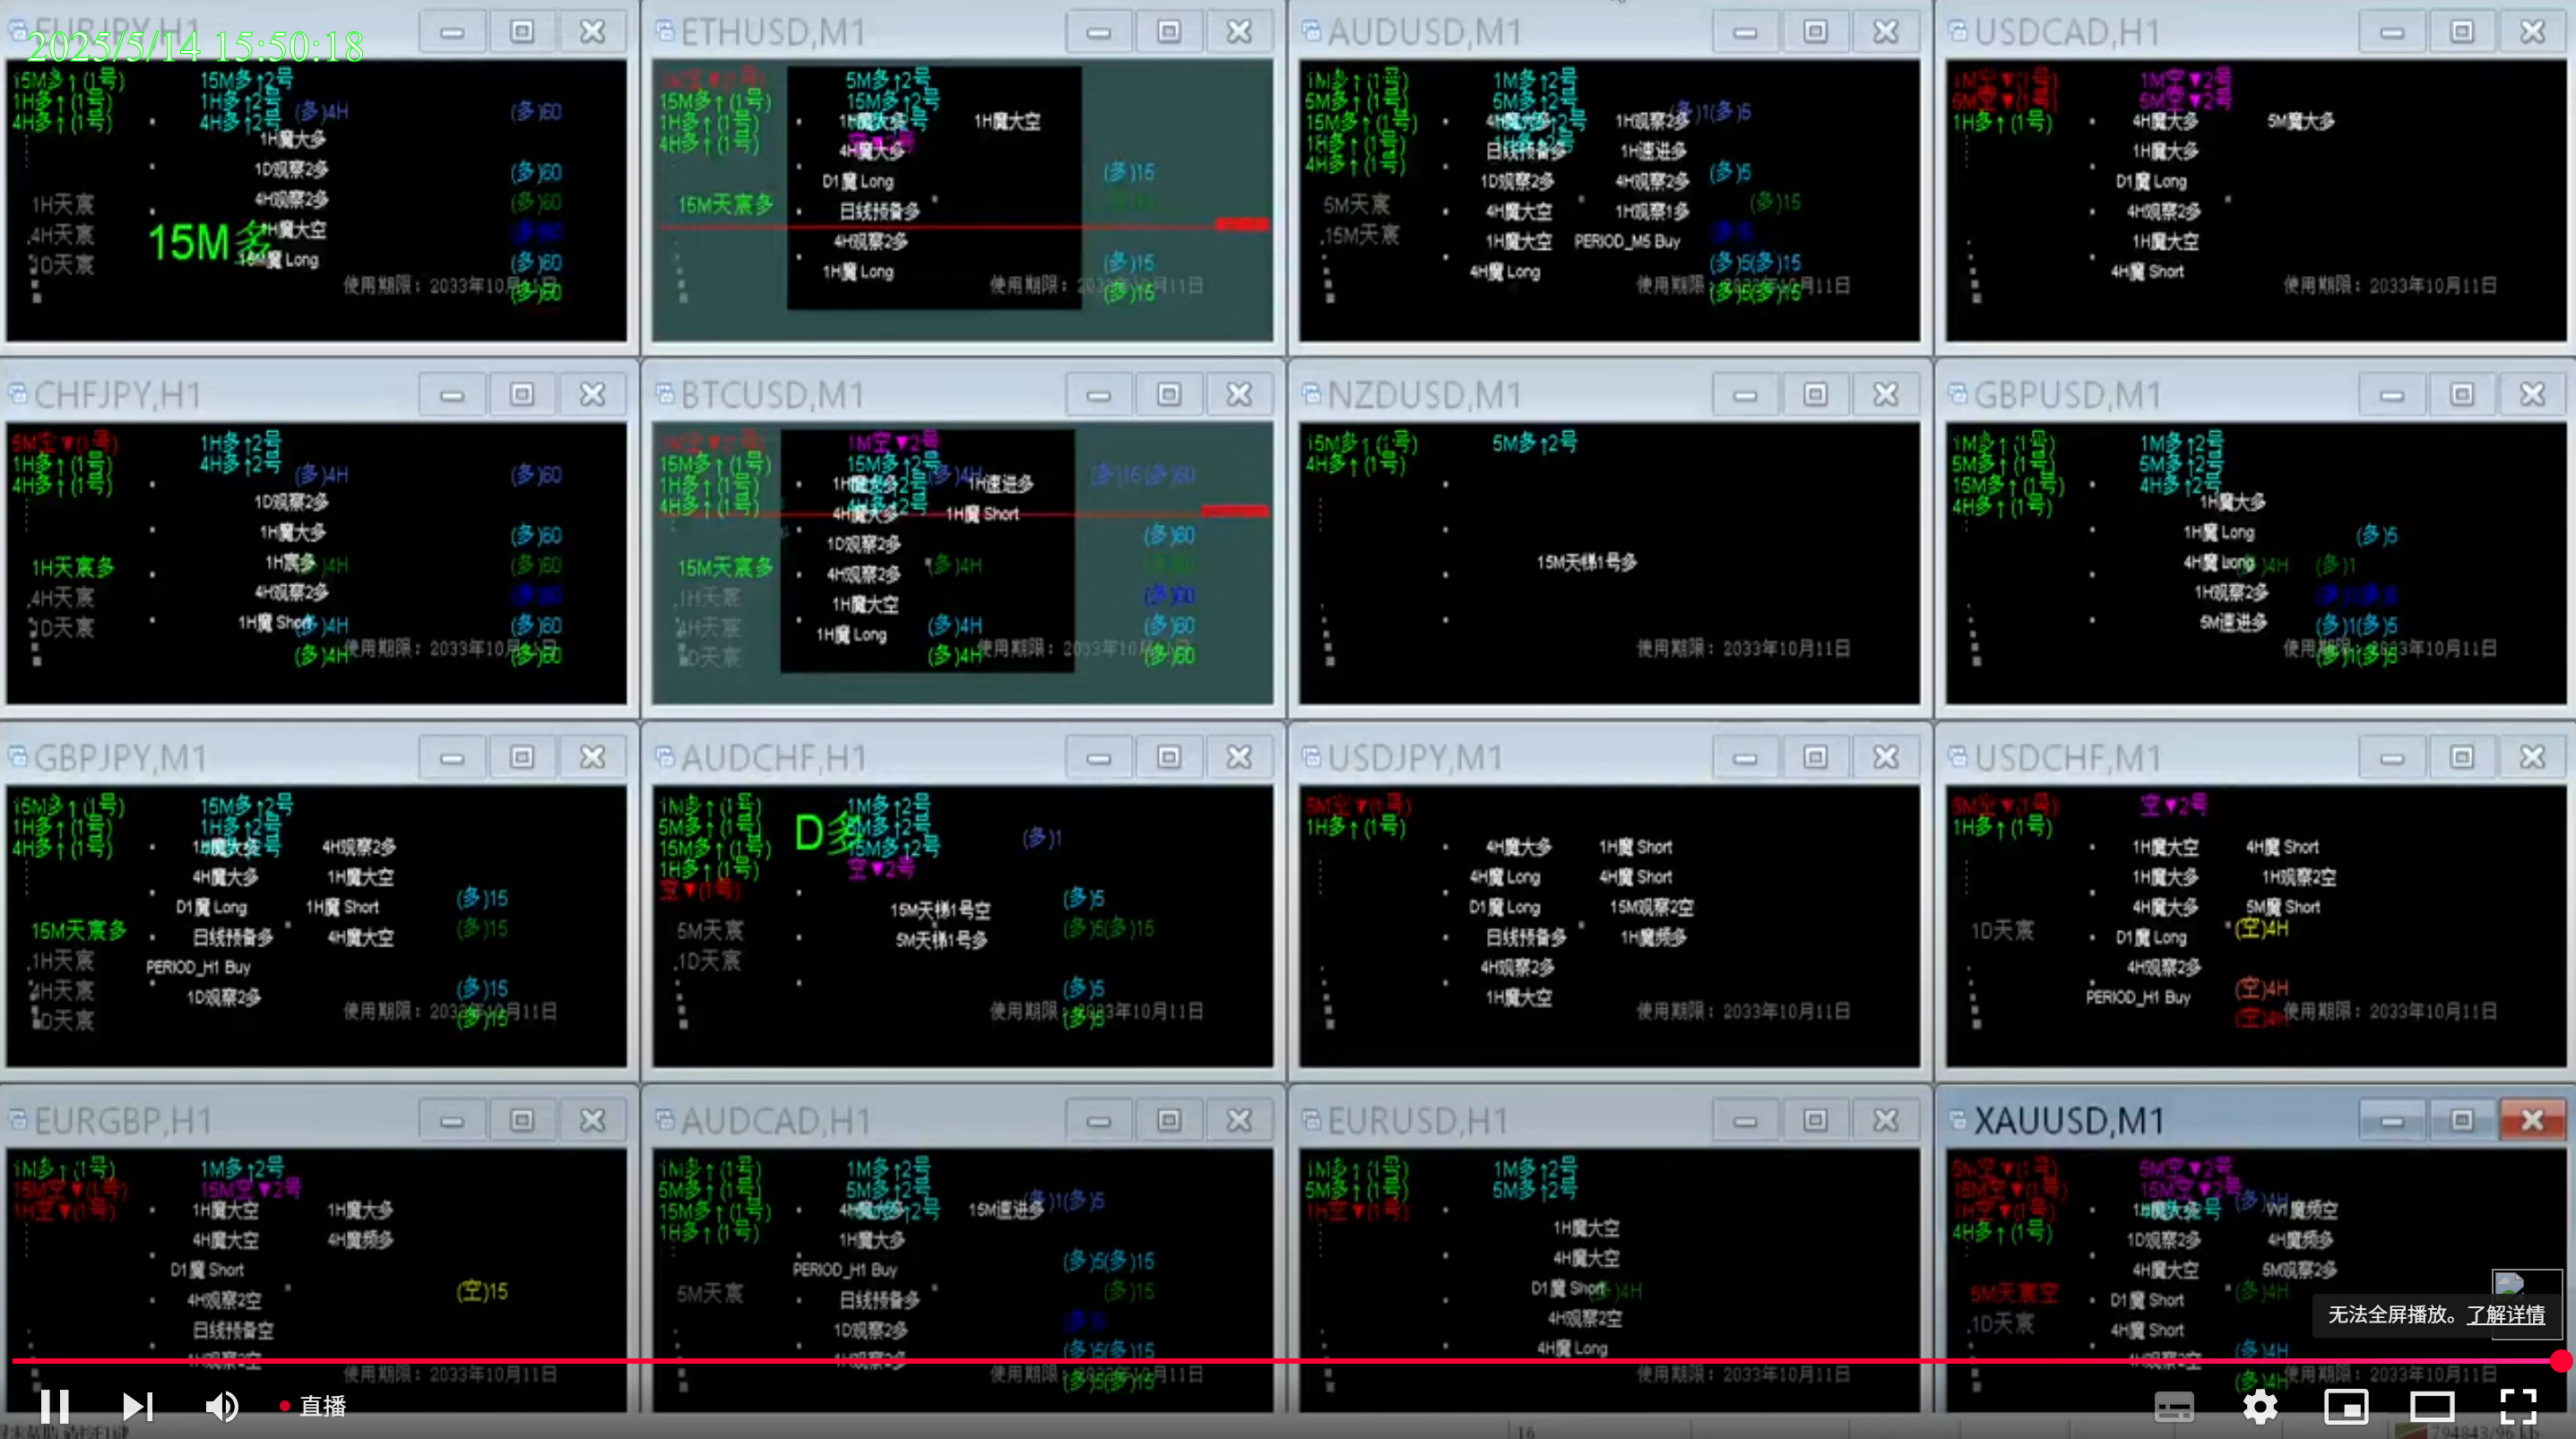 EURJPY,H1
2025/5/14 15:50:18
15M多↑(1号) 15M多↑2号
1H多↑(1号) 1H多↑2号 (多)4H (多)60
4H多↑(1号) 4H多↑2号
1H魔大多
1D观察2多 (多)60
4H观察2多
1H天宸 (多)60
4H天宸 15M多 1H魔大空
1D天宸 15M魔 Long (多)60
使用期限：2033年10月11日
(多)60
ETHUSD,M1
5M多↑2号
15M多↑(1号) 15M多↑2号
1H多↑(1号) 1H魔大多 1H魔大空
4H多↑(1号) 空▼2号
4H魔大多
D1魔 Long (多)15
15M天宸多 日线预备多
4H观察2多
1H魔 Long (多)15
使用期限：2033年10月11日
(多)15
AUDUSD,M1
1M多↑(1号) 1M多↑2号
5M多↑(1号) 5M多↑2号
15M多↑(1号) 4H魔大多 1H观察2多 (多)1(多)5
1H多↑(1号) 日线预备多 1H速进多
4H多↑(1号)
1D观察2多 4H观察2多 (多)5
5M天宸 4H魔大空 1H观察1多 (多)15
15M天宸 1H魔大空 PERIOD_M5 Buy
4H魔 Long (多)5(多)15
使用期限：2033年10月11日
(多)5(多)15
USDCAD,H1
1M空▼(1号) 1M空▼2号
5M空▼(1号) 5M空▼2号
1H多↑(1号) 4H魔大多 5M魔大多
1H魔大多
D1魔 Long
4H观察2多
1H魔大空
4H魔 Short
使用期限：2033年10月11日
CHFJPY,H1
5M空▼(1号) 1H多↑2号
1H多↑(1号) 4H多↑2号
4H多↑(1号) (多)4H (多)60
1D观察2多
1H魔大多 (多)60
1H天宸多 1H宸多 (多)4H (多)60
4H天宸 4H观察2多
1D天宸 1H魔 Short (多)4H (多)60
使用期限：2033年10月11日
(多)4H (多)60
BTCUSD,M1
1M空▼2号
15M多↑(1号) 15M多↑2号
1H多↑(1号) 1H魔大多 (多)4H 1H速进多 (多)15(多)60
4H多↑(1号) 4H魔大多 1H魔 Short
1D观察2多 (多)60
15M天宸多 4H观察2多 (多)4H
1H天宸 1H魔大空 (多)60
4H天宸 1H魔 Long (多)4H (多)60
1D天宸
使用期限：2033年10月11日
(多)4H (多)60
NZDUSD,M1
15M多↑(1号) 5M多↑2号
4H多↑(1号)
15M天梯1号多
使用期限：2033年10月11日
GBPUSD,M1
1M多↑(1号) 1M多↑2号
5M多↑(1号) 5M多↑2号
15M多↑(1号) 4H多↑2号
4H多↑(1号) 1H魔大多
1H魔 Long (多)5
4H魔 Long (多)4H (多)1
1H观察2多
5M速进多 (多)1(多)5
使用期限：2033年10月11日
(多)1(多)5
GBPJPY,M1
15M多↑(1号) 15M多↑2号
1H多↑(1号) 1H多↑2号
4H多↑(1号) 1H魔大多 4H观察2多
4H魔大多 1H魔大空
D1魔 Long 1H魔 Short (多)15
15M天宸多 日线预备多 4H魔大空 (多)15
1H天宸 PERIOD_H1 Buy
4H天宸 1D观察2多 (多)15
1D天宸
使用期限：2033年10月11日
(多)15
AUDCHF,H1
1M多↑(1号) 1M多↑2号
5M多↑(1号) D多 5M多↑2号 (多)1
15M多↑(1号) 15M多↑2号
1H多↑(1号) 空▼2号
空▼(1号)
15M天梯1号空 (多)5
5M天宸 5M天梯1号多 (多)5(多)15
1D天宸
(多)5
使用期限：2033年10月11日
(多)5
USDJPY,M1
5M空▼(1号)
1H多↑(1号)
4H魔大多 1H魔 Short
4H魔 Long 4H魔 Short
D1魔 Long 15M观察2空
日线预备多 1H魔频多
4H观察2多
1H魔大空
使用期限：2033年10月11日
USDCHF,M1
5M空▼(1号) 空▼2号
1H多↑(1号)
1H魔大空 4H魔 Short
1H魔大多 1H观察2空
4H魔大多 5M魔 Short
1D天宸 D1魔 Long (空)4H
4H观察2多
PERIOD_H1 Buy (空)4H
使用期限：2033年10月11日
(空)4H
EURGBP,H1
1M多↑(1号) 1M多↑2号
15M空▼(1号) 15M空▼2号
1H空▼(1号) 1H魔大空 1H魔大多
4H魔大空 4H魔频多
D1魔 Short
4H观察2空 (空)15
日线预备空
使用期限：2033年10月11日
AUDCAD,H1
1M多↑(1号) 1M多↑2号
5M多↑(1号) 5M多↑2号
15M多↑(1号) 4H魔大多 15M速进多 (多)1(多)5
1H多↑(1号) 1H魔大多
PERIOD_H1 Buy (多)5(多)15
5M天宸 日线预备多 (多)15
1D观察2多
(多)5(多)15
使用期限：2033年10月11日
(多)5(多)15
EURUSD,H1
1M多↑(1号) 1M多↑2号
5M多↑(1号) 5M多↑2号
1H空▼(1号)
1H魔大空
4H魔大空
D1魔 Short (多)4H
4H观察2空
4H魔 Long
使用期限：2033年10月11日
XAUUSD,M1
5M空▼(1号) 5M空▼2号
15M空▼(1号) 15M空▼2号
1H空▼(1号) (多)4H W1魔频空
4H多↑(1号) 1D观察2多 4H魔频多
4H魔大空 5M观察2多
5M天宸空 D1魔 Short (多)4H
1D天宸 4H魔 Short
(多)4H
使用期限：2033年10月11日
(多)4H
无法全屏播放。了解详情
直播
16